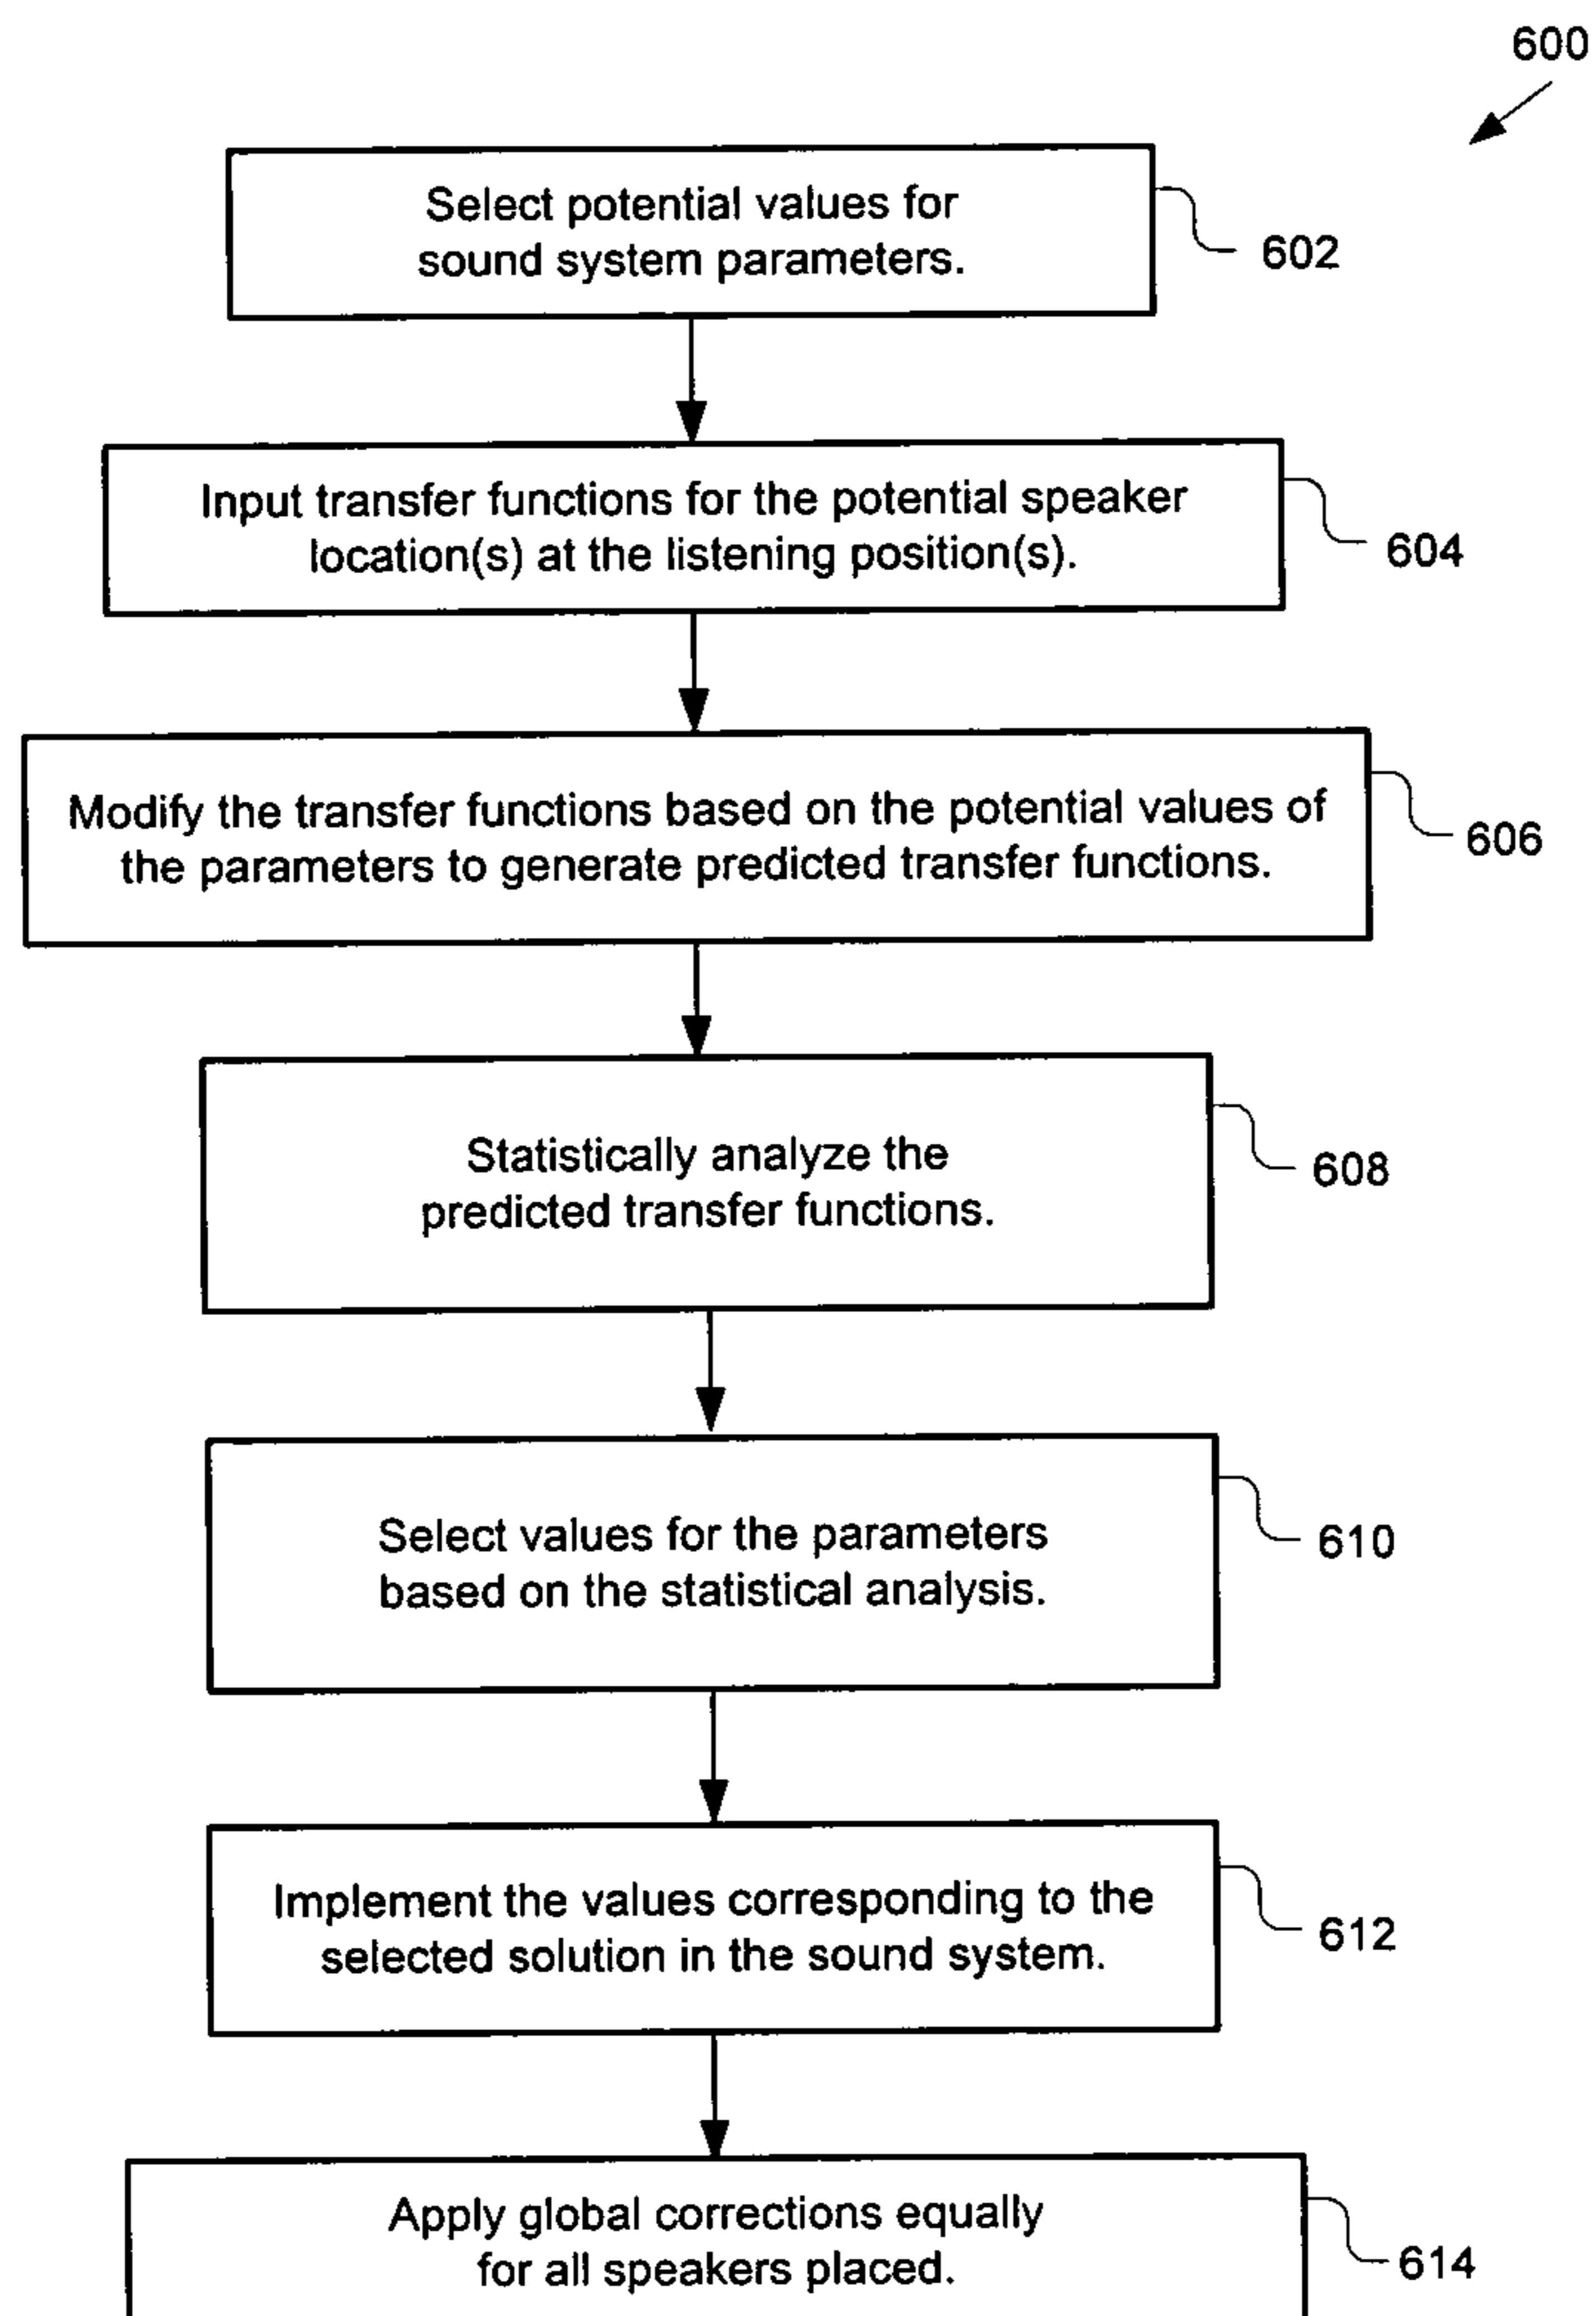 600
Select potential values for
sound system parameters.
602
Input transfer functions for the potential speaker
location(s) at the listening position(s).
604
Modify the transfer functions based on the potential values of
the parameters to generate predicted transfer functions.
606
Statistically analyze the
predicted transfer functions.
608
Select values for the parameters
based on the statistical analysis.
610
Implement the values corresponding to the
selected solution in the sound system.
612
Apply global corrections equally
for all speakers placed.
614